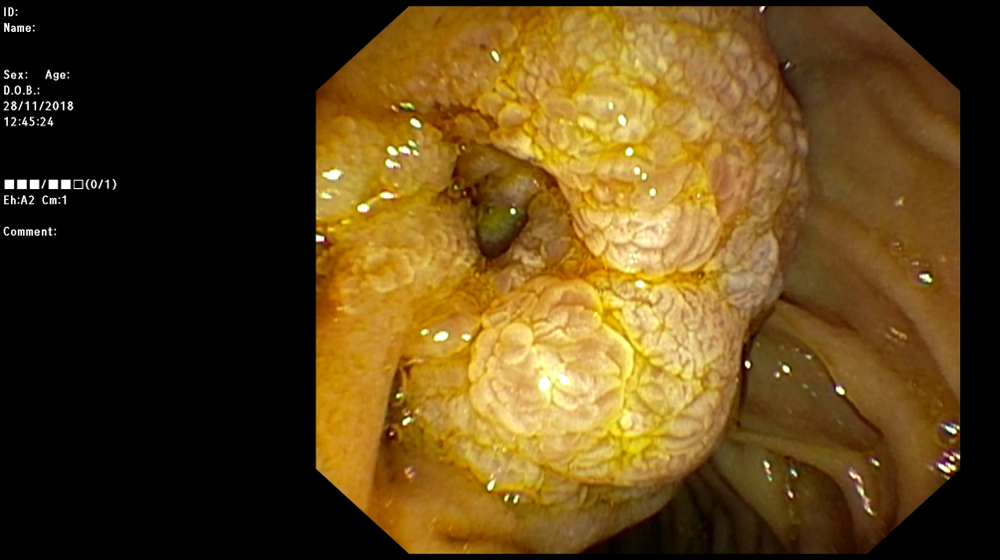 ID:
Name:
Sex: Age:
D.O.B.:
28/11/2018
12:45:24
■■■/■■□(0/1)
Eh:A2 Cm:1
Comment: